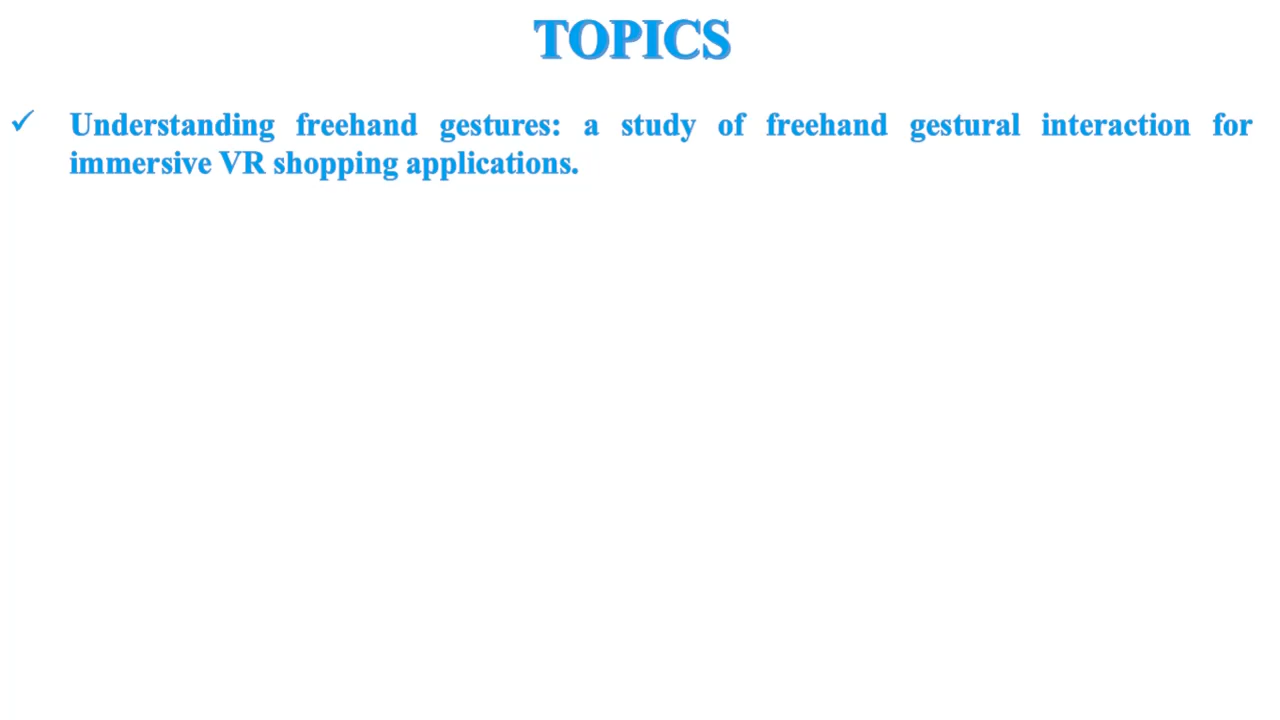 TOPICS
✓ Understanding freehand gestures: a study of freehand gestural interaction for
immersive VR shopping applications.